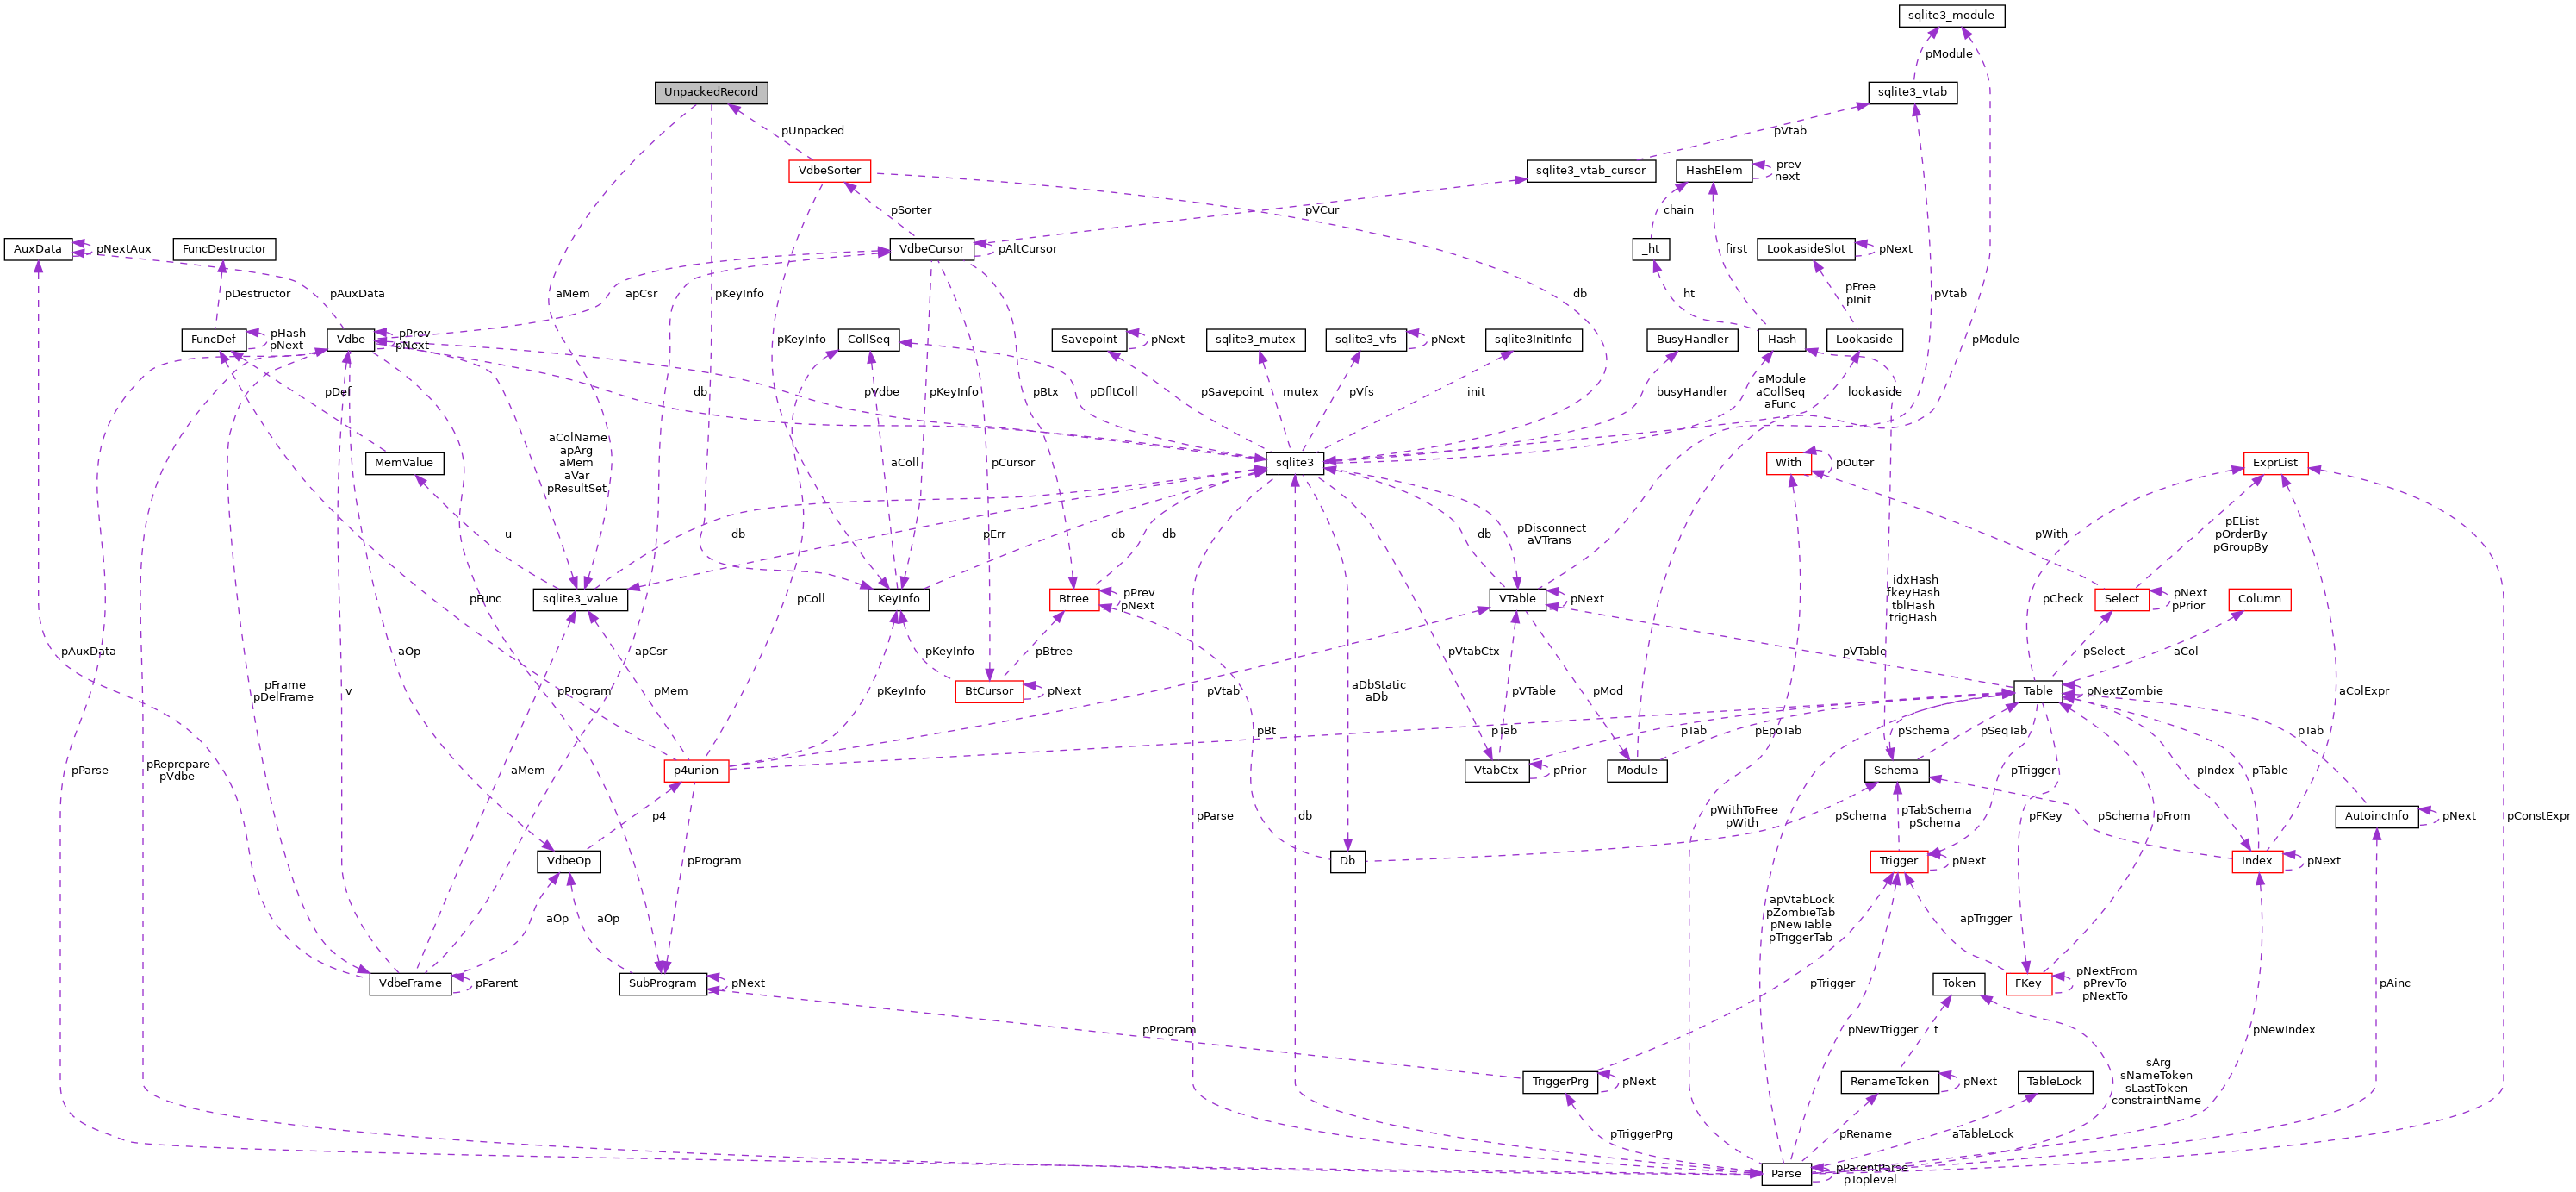 sqlite3_module
pModule
UnpackedRecord
sqlite3_vtab
pUnpacked
pVtab
VdbeSorter
sqlite3_vtab_cursor
HashElem
prev
next
pSorter
pVCur
chain
AuxData
pNextAux
FuncDestructor
VdbeCursor
pAltCursor
_ht
first
LookasideSlot
pNext
pDestructor
pAuxData
aMem
apCsr
pKeyInfo
db
ht
pFree
pInit
pVtab
FuncDef
pHash
pNext
Vdbe
pPrev
pNext
pKeyInfo
CollSeq
Savepoint
pNext
sqlite3_mutex
sqlite3_vfs
pNext
sqlite3InitInfo
BusyHandler
Hash
Lookaside
pModule
pDef
db
pVdbe
pKeyInfo
pBtx
pDfltColl
pSavepoint
mutex
pVfs
init
busyHandler
aModule
aCollSeq
aFunc
lookaside
MemValue
aColName
apArg
aMem
aVar
pResultSet
aColl
pCursor
sqlite3
With
pOuter
ExprList
u
db
pErr
db
db
db
pDisconnect
aVTrans
pWith
pEList
pOrderBy
pGroupBy
pFunc
sqlite3_value
pColl
KeyInfo
Btree
pPrev
pNext
VTable
pNext
idxHash
fkeyHash
tblHash
trigHash
pCheck
Select
pNext
pPrior
Column
pAuxData
aOp
apCsr
pKeyInfo
pBtree
pVtabCtx
pVTable
pSelect
aCol
pFrame
pDelFrame
v
pProgram
pMem
pKeyInfo
BtCursor
pNext
pVtab
aDbStatic
aDb
pVTable
pMod
Table
pNextZombie
aColExpr
pParse
pReprepare
pVdbe
aMem
p4union
pBt
pTab
VtabCtx
pPrior
pTab
Module
pEpoTab
pSchema
Schema
pSeqTab
pTrigger
pIndex
pTable
pTab
p4
pParse
db
pWithToFree
pWith
pSchema
pTabSchema
pSchema
pFKey
pSchema
pFrom
AutoincInfo
pNext
pConstExpr
VdbeOp
pProgram
Db
Trigger
pNext
Index
pNext
aOp
aOp
apVtabLock
pZombieTab
pNewTable
pTriggerTab
apTrigger
VdbeFrame
pParent
SubProgram
pNext
pTrigger
Token
FKey
pNextFrom
pPrevTo
pNextTo
pAinc
pProgram
pNewTrigger
t
pNewIndex
TriggerPrg
pNext
RenameToken
pNext
TableLock
sArg
sNameToken
sLastToken
constraintName
pTriggerPrg
pRename
aTableLock
Parse
pParentParse
pToplevel